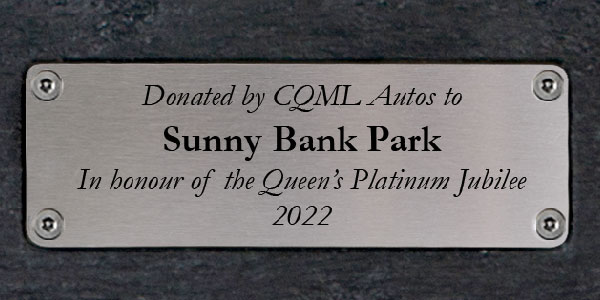 Donated by CQML Autos to
Sunny Bank Park
In honour of the Queen's Platinum Jubilee
2022